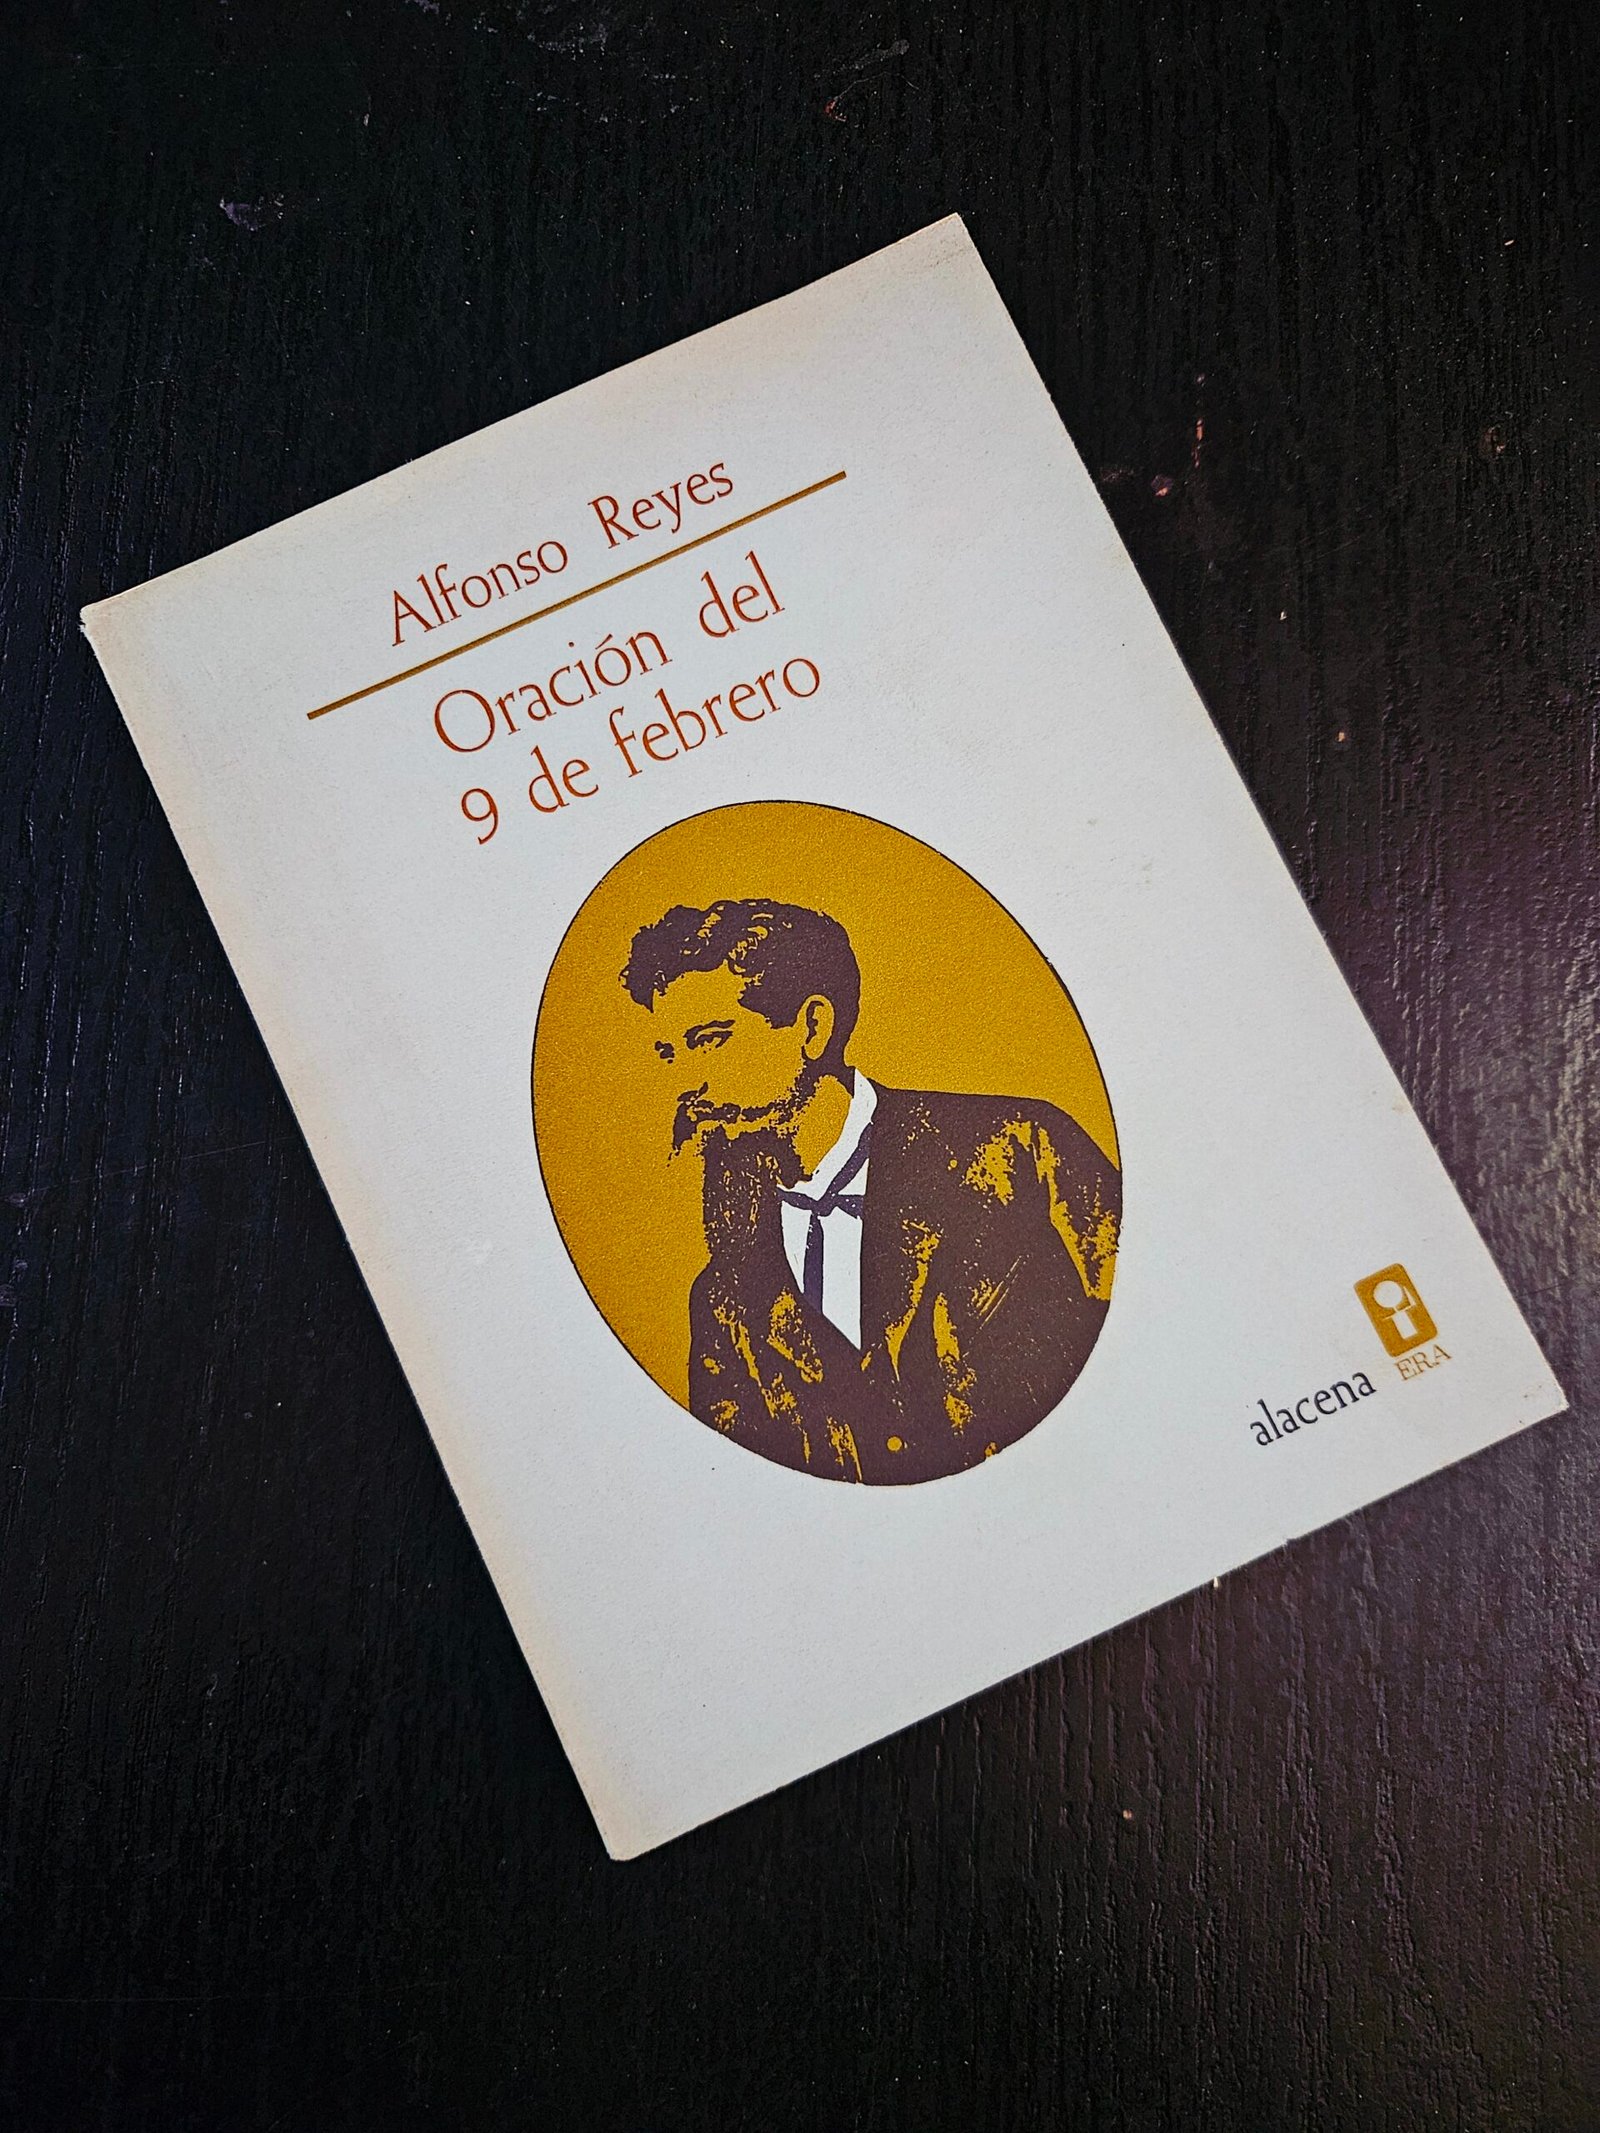 Alfonso Reyes
Oración del
9 de febrero
alacena
ERA